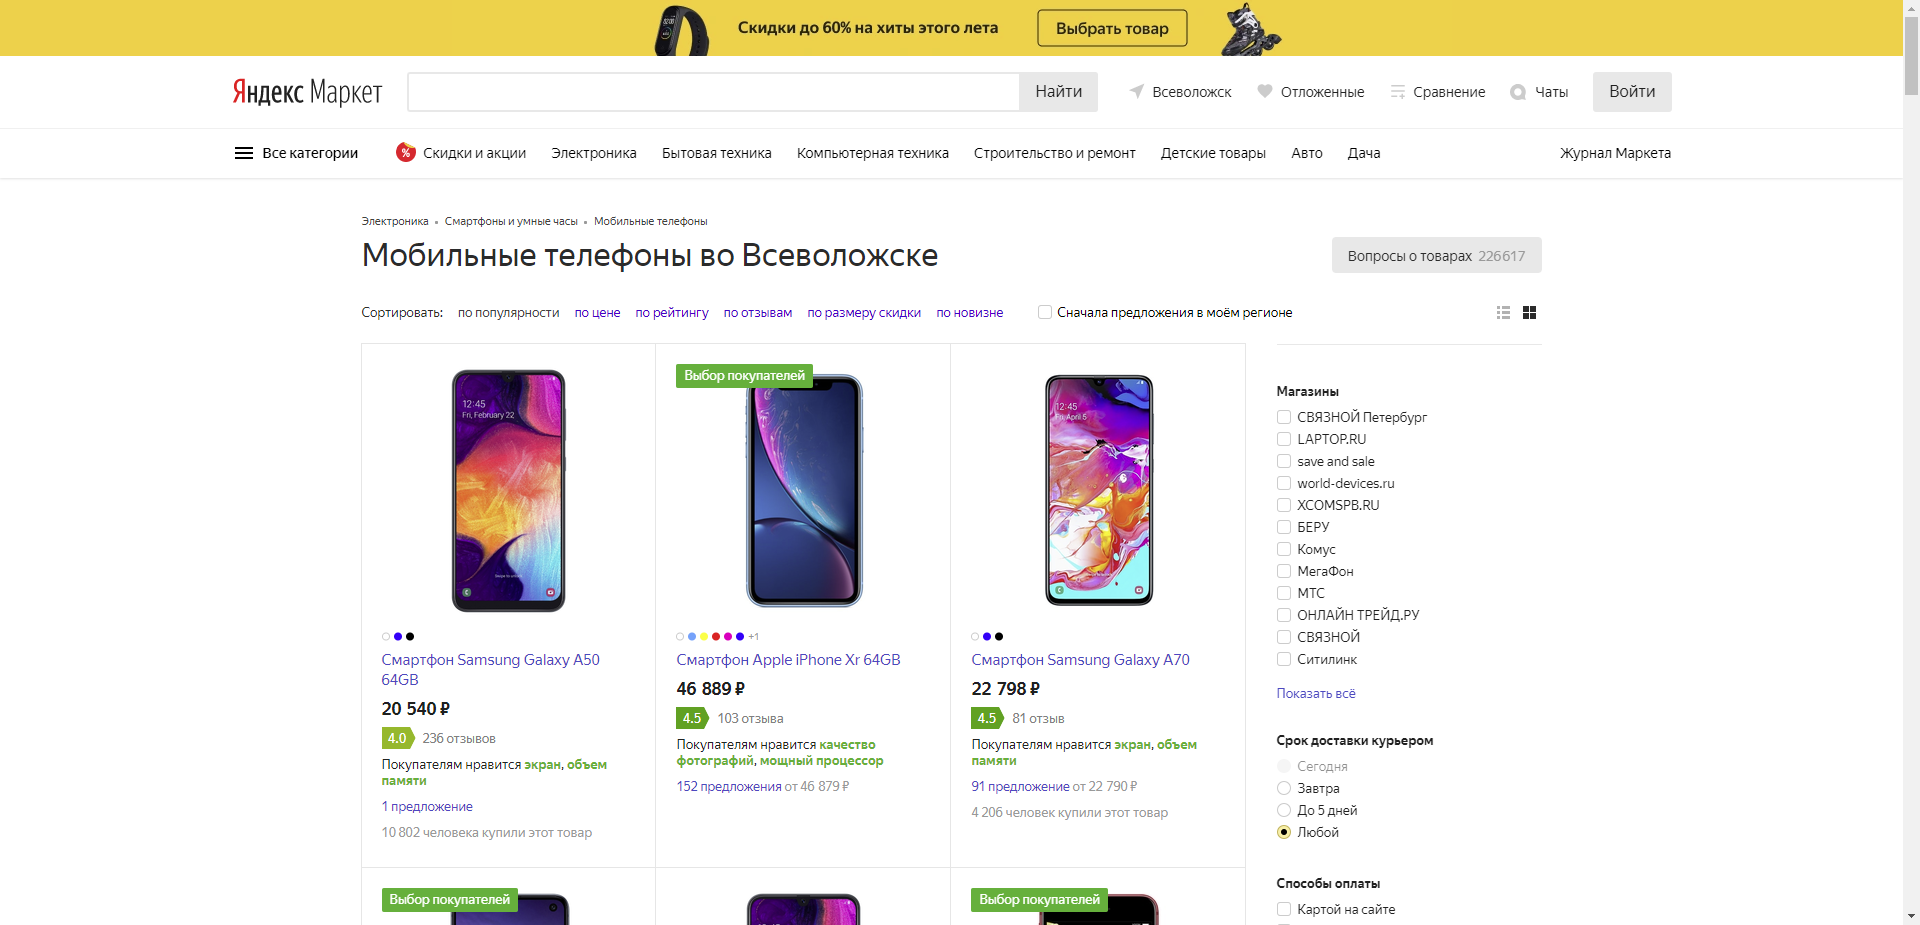 Скидки до 60% на хиты этого лета
Выбрать товар
Яндекс Маркет
Найти
Всеволожск
Отложенные
Сравнение
Чаты
Войти
Все категории
%
Скидки и акции
Электроника
Бытовая техника
Компьютерная техника
Строительство и ремонт
Детские товары
Авто
Дача
Журнал Маркета
Электроника • Смартфоны и умные часы • Мобильные телефоны
Мобильные телефоны во Всеволожске
Вопросы о товарах 226617
Сортировать: по популярности по цене по рейтингу по отзывам по размеру скидки по новизне
Сначала предложения в моём регионе
12:45
Fri, February 22
Смартфон Samsung Galaxy A50
64GB
20 540 ₽
4.0 236 отзывов
Покупателям нравится экран, объем
памяти
1 предложение
10 802 человека купили этот товар
Выбор покупателей
+1
Смартфон Apple iPhone Xr 64GB
46 889 ₽
4.5 103 отзыва
Покупателям нравится качество
фотографий, мощный процессор
152 предложения от 46 879 ₽
12:45
Fri, April 5
Смартфон Samsung Galaxy A70
22 798 ₽
4.5 81 отзыв
Покупателям нравится экран, объем
памяти
91 предложение от 22 790 ₽
4 206 человек купили этот товар
Выбор покупателей
Выбор покупателей
Магазины
СВЯЗНОЙ Петербург
LAPTOP.RU
save and sale
world-devices.ru
XCOMSPB.RU
БЕРУ
Комус
МегаФон
МТС
ОНЛАЙН ТРЕЙД.РУ
СВЯЗНОЙ
Ситилинк
Показать всё
Срок доставки курьером
Сегодня
Завтра
До 5 дней
Любой
Способы оплаты
Картой на сайте